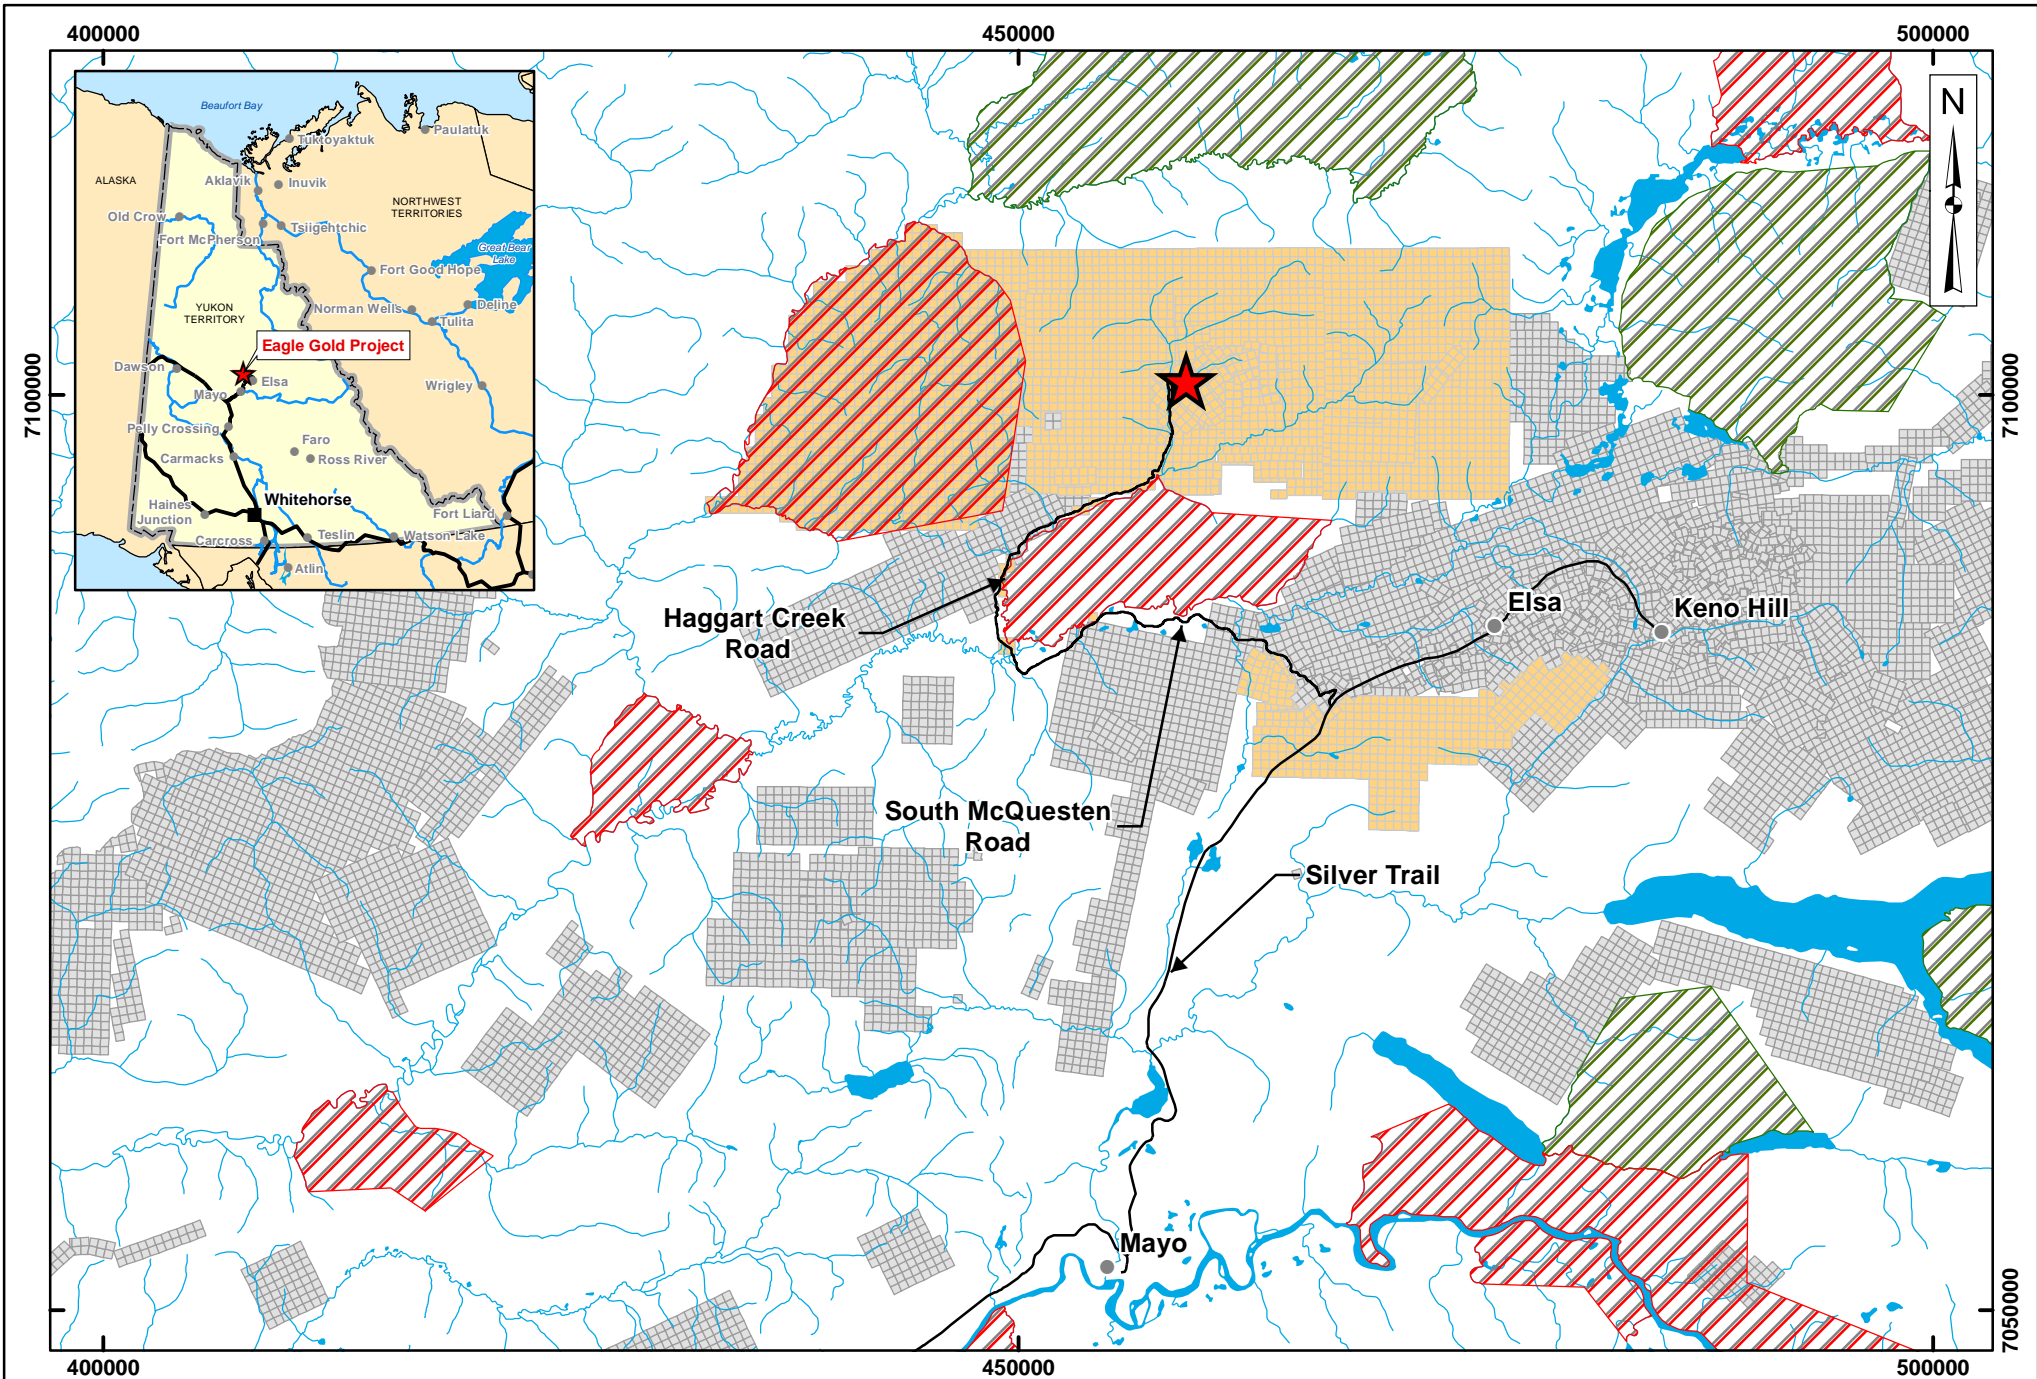 400000
450000
500000
Beaufort Bay
Tuktoyaktuk
Paulatuk
ALASKA
Aklavik
Inuvik
NORTHWEST
TERRITORIES
Old Crow
Tsiigehtchic
Fort McPherson
Great Bear
Lake
Fort Good Hope
YUKON
TERRITORY
Norman Wells
Deline
Tulita
Eagle Gold Project
Dawson
Elsa
Mayo
Wrigley
Pelly Crossing
Faro
Carmacks
Ross River
Whitehorse
Haines
Junction
Fort Liard
Carcross
Teslin
Watson Lake
Atlin
N
7100000
7100000
Haggart Creek
Road
Elsa
Keno Hill
South McQuesten
Road
Silver Trail
Mayo
7050000
400000
450000
500000